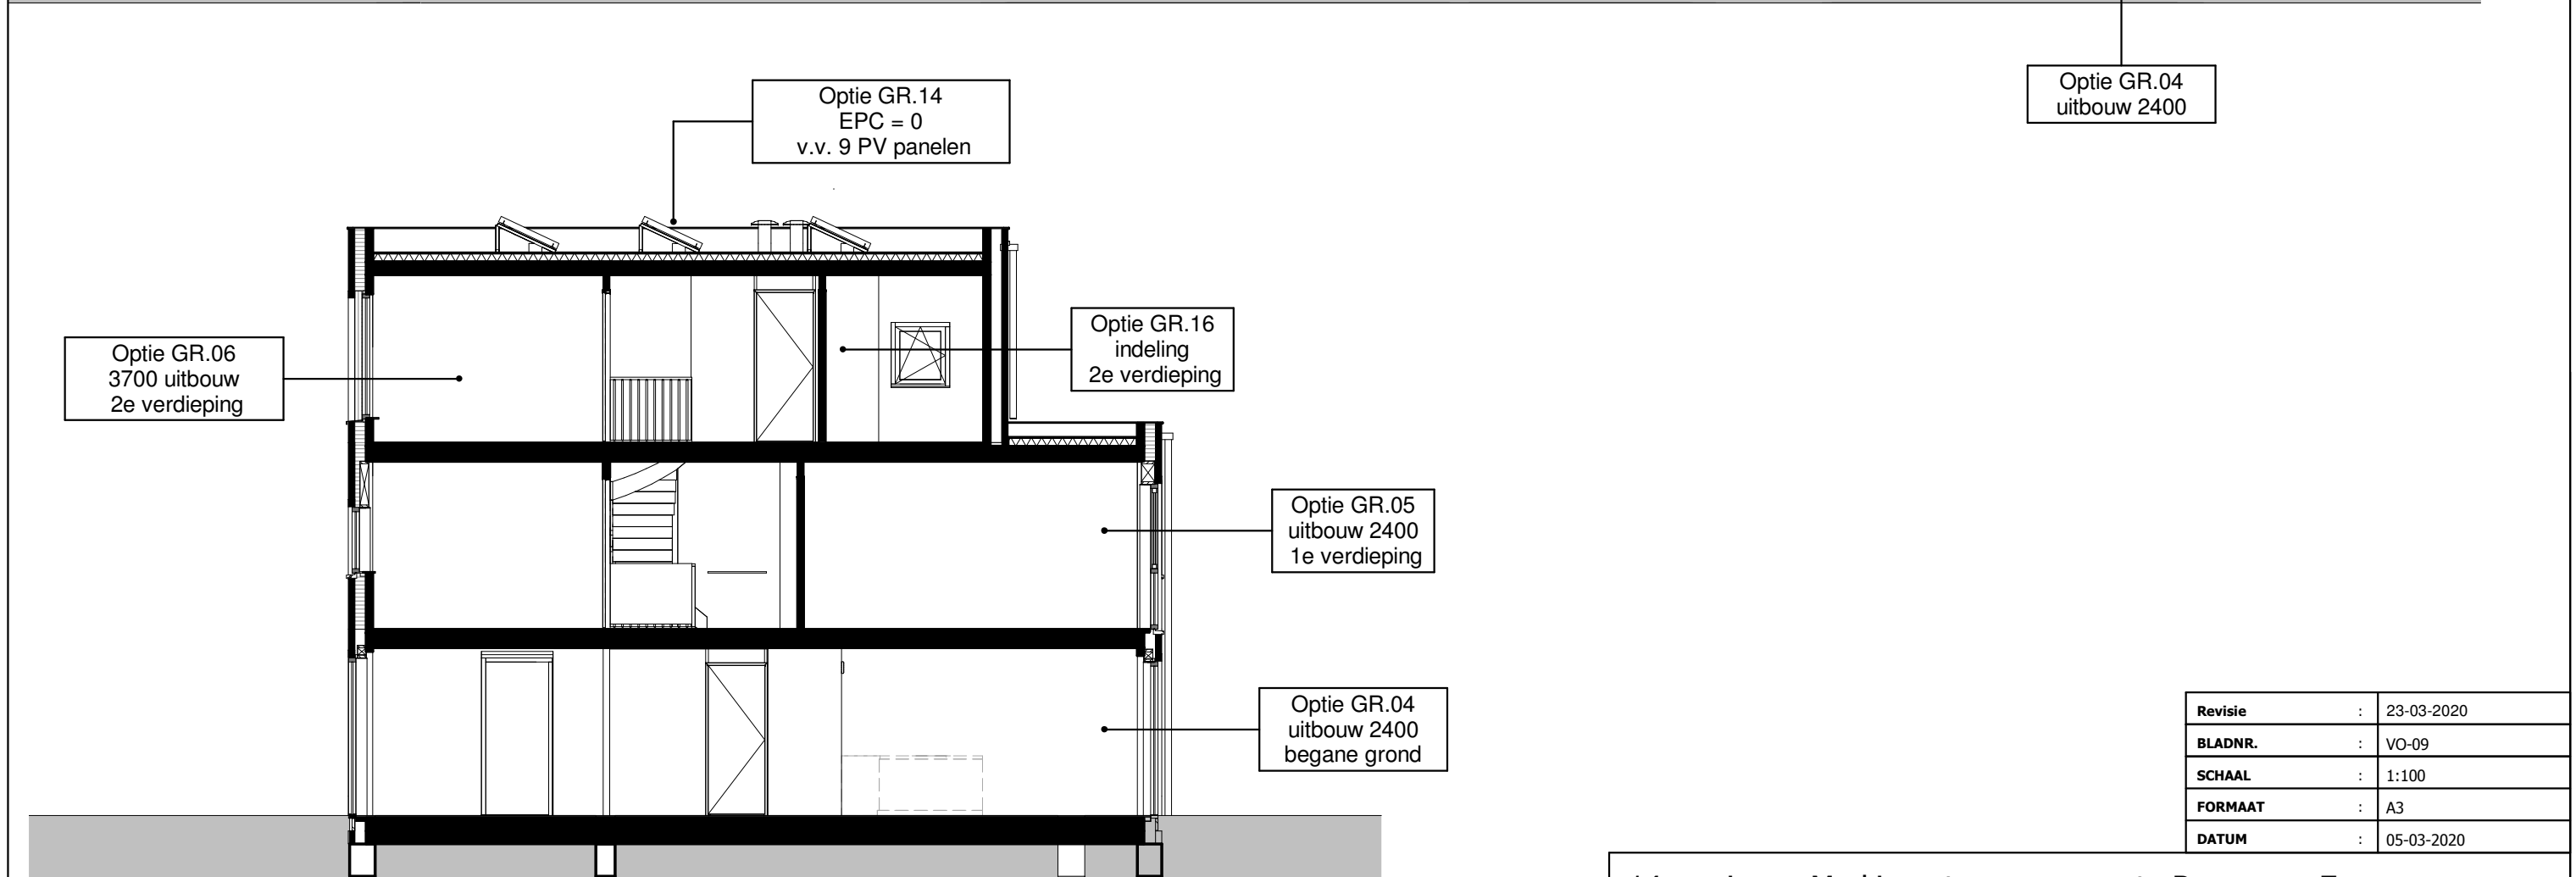 Optie GR.04
uitbouw 2400
Optie GR.14
EPC = 0
v.v. 9 PV panelen
Optie GR.16
indeling
2e verdieping
Optie GR.06
3700 uitbouw
2e verdieping
Optie GR.05
uitbouw 2400
1e verdieping
Optie GR.04
uitbouw 2400
begane grond
Revisie : 23-03-2020
BLADNR. : VO-09
SCHAAL : 1:100
FORMAAT : A3
DATUM : 05-03-2020